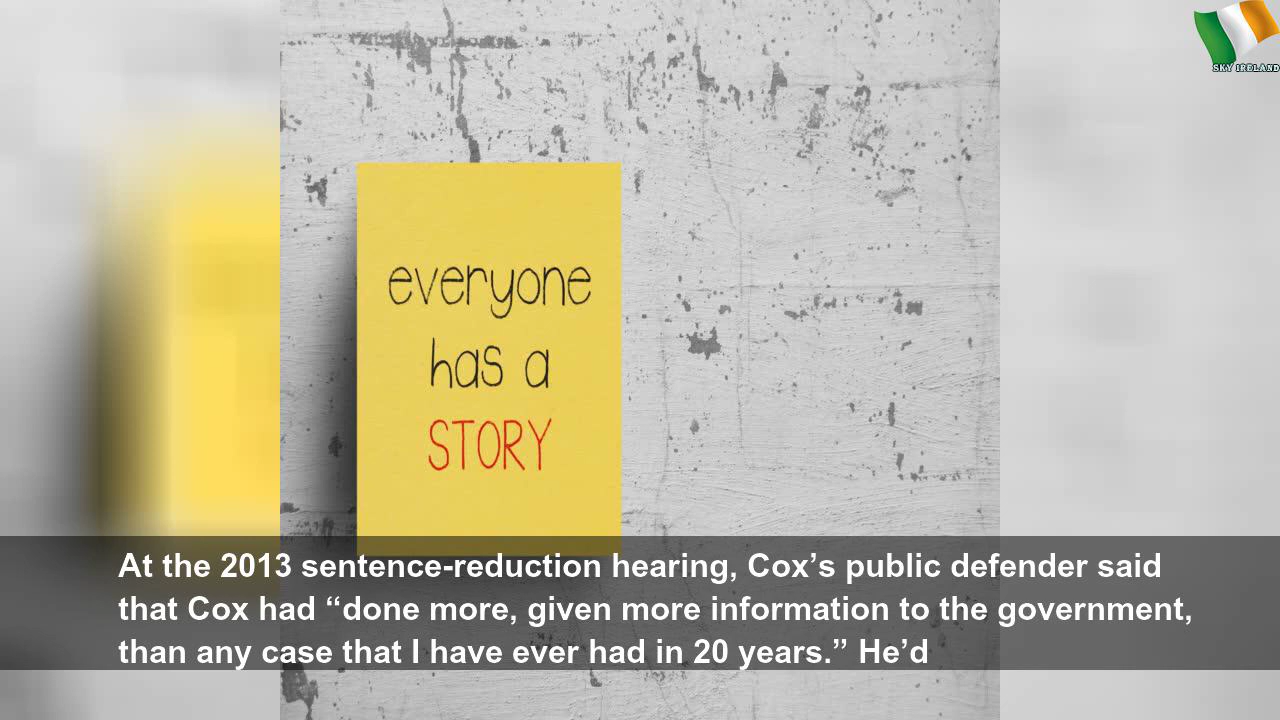 SKY IRELAND
everyone
has a
STORY
At the 2013 sentence-reduction hearing, Cox’s public defender said
that Cox had “done more, given more information to the government,
than any case that I have ever had in 20 years.” He’d